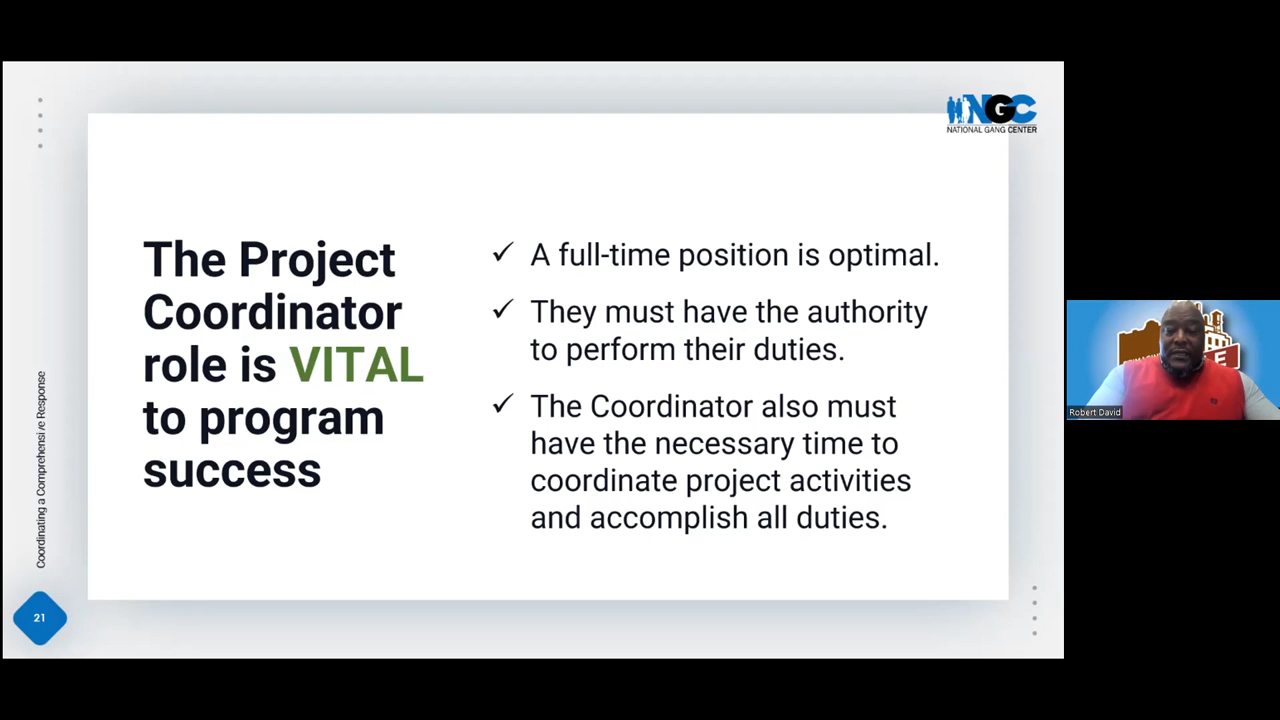 NGC
NATIONAL GANG CENTER
The Project
Coordinator
role is VITAL
to program
success
✓ A full-time position is optimal.
✓ They must have the authority
to perform their duties.
✓ The Coordinator also must
have the necessary time to
coordinate project activities
and accomplish all duties.
Coordinating a Comprehensive Response
21
Robert David